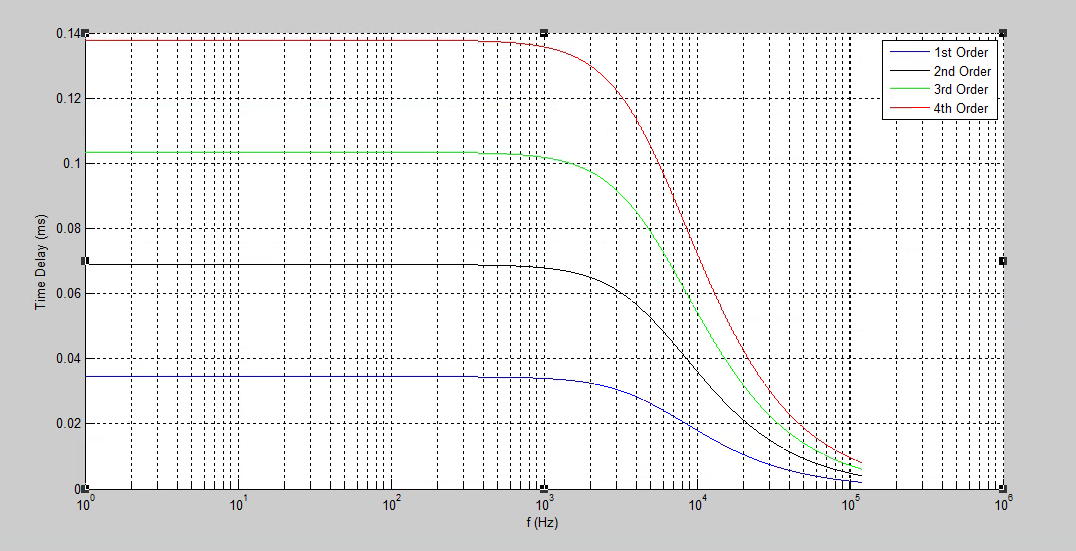 0.14
0.12
0.1
0.08
0.06
0.04
0.02
0
Time Delay (ms)
1st Order
2nd Order
3rd Order
4th Order
10^0 10^1 10^2 10^3 10^4 10^5 10^6
f (Hz)